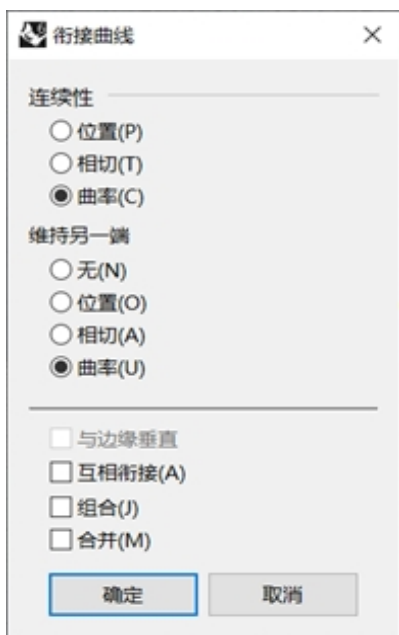 衔接曲线
连续性
位置(P)
相切(T)
曲率(C)
维持另一端
无(N)
位置(O)
相切(A)
曲率(U)
与边缘垂直
互相衔接(A)
组合(J)
合并(M)
确定 取消